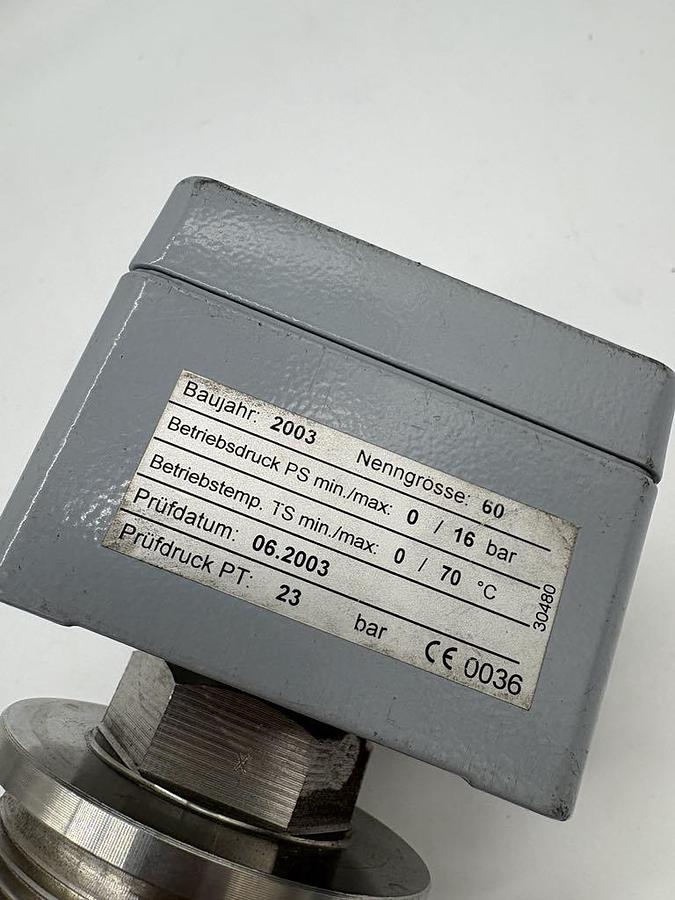 Baujahr: 2003 Nenngrösse: 60
Betriebsdruck PS min./max: 0 / 16 bar
Betriebstemp. TS min./max: 0 / 70 °C
Prüfdatum: 06.2003
Prüfdruck PT: 23 bar CE 0036
30480